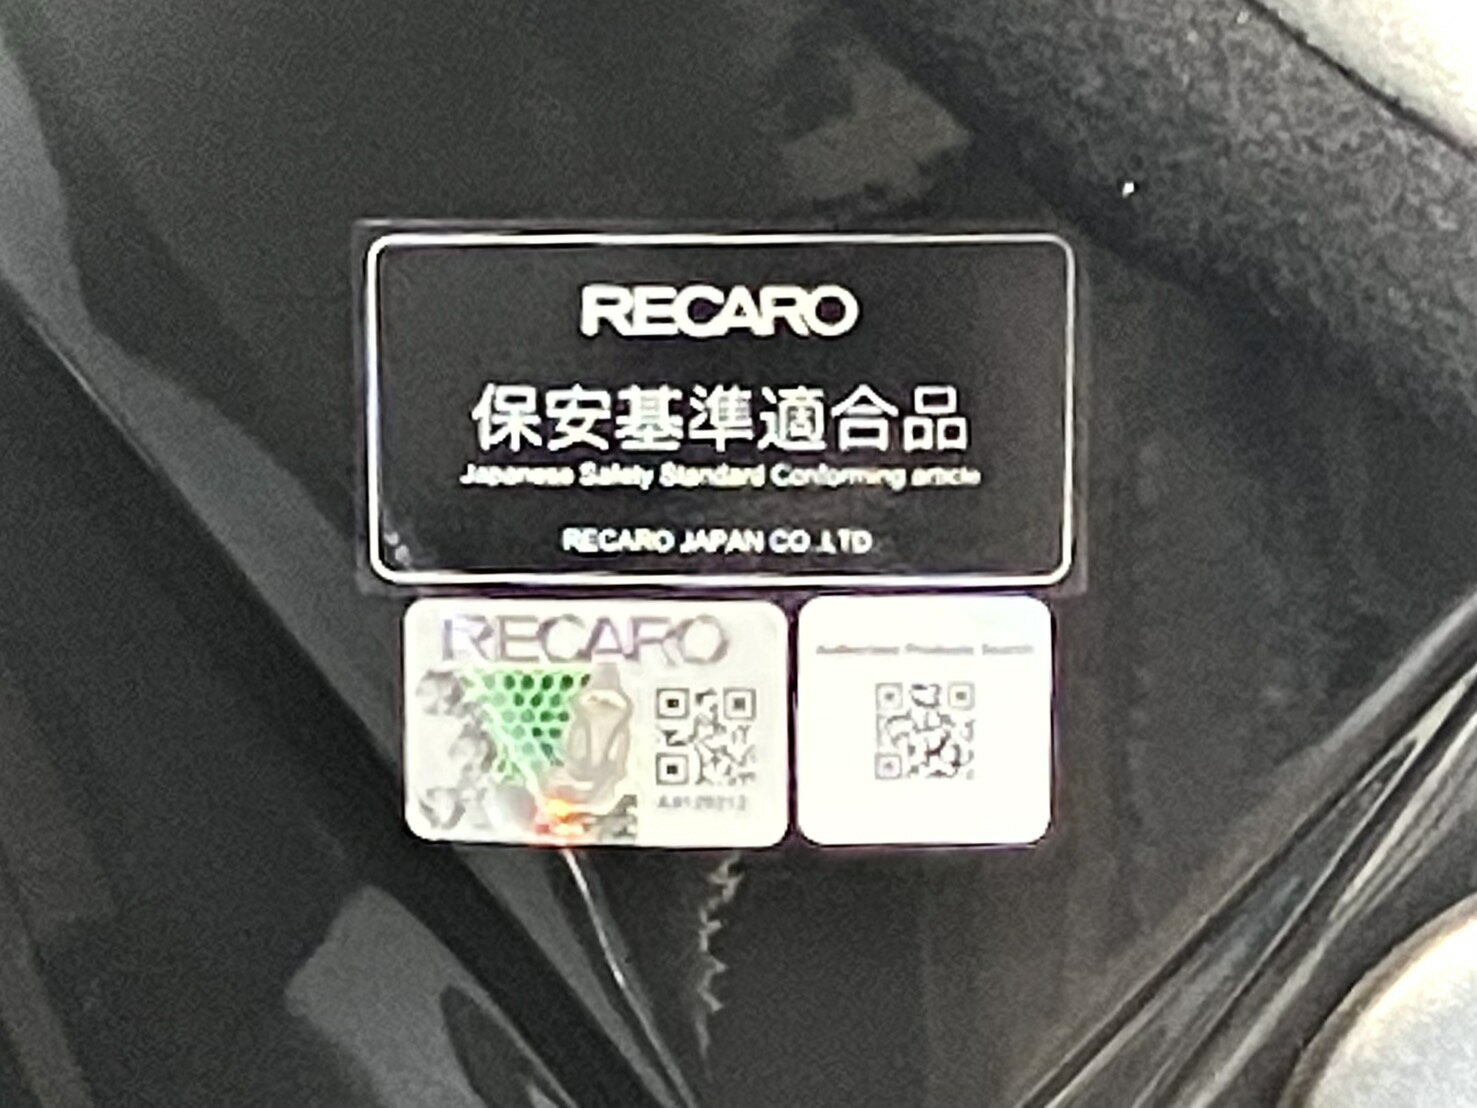 RECARO
保安基準適合品
Japanese Safety Standard Conforming article
RECARO JAPAN CO.,LTD
RECARO
Authorized Products Search